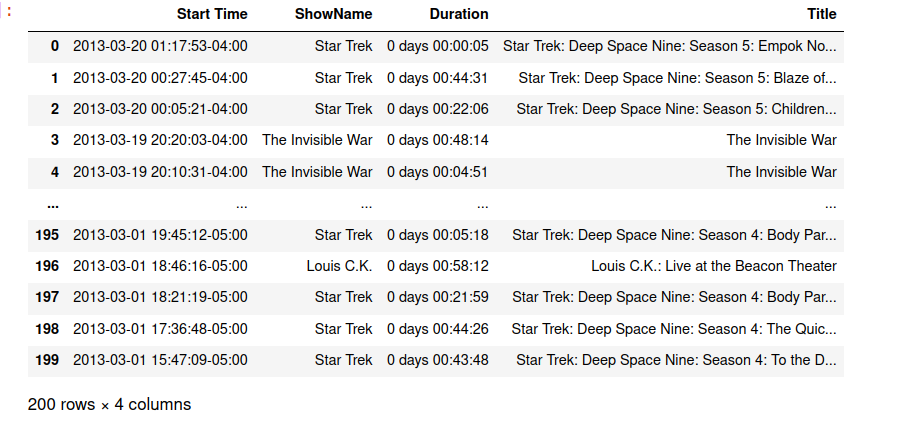 :
Start Time ShowName Duration Title
0 2013-03-20 01:17:53-04:00 Star Trek 0 days 00:00:05 Star Trek: Deep Space Nine: Season 5: Empok No...
1 2013-03-20 00:27:45-04:00 Star Trek 0 days 00:44:31 Star Trek: Deep Space Nine: Season 5: Blaze of...
2 2013-03-20 00:05:21-04:00 Star Trek 0 days 00:22:06 Star Trek: Deep Space Nine: Season 5: Children...
3 2013-03-19 20:20:03-04:00 The Invisible War 0 days 00:48:14 The Invisible War
4 2013-03-19 20:10:31-04:00 The Invisible War 0 days 00:04:51 The Invisible War
... ... ... ... ...
195 2013-03-01 19:45:12-05:00 Star Trek 0 days 00:05:18 Star Trek: Deep Space Nine: Season 4: Body Par...
196 2013-03-01 18:46:16-05:00 Louis C.K. 0 days 00:58:12 Louis C.K.: Live at the Beacon Theater
197 2013-03-01 18:21:19-05:00 Star Trek 0 days 00:21:59 Star Trek: Deep Space Nine: Season 4: Body Par...
198 2013-03-01 17:36:48-05:00 Star Trek 0 days 00:44:26 Star Trek: Deep Space Nine: Season 4: The Quic...
199 2013-03-01 15:47:09-05:00 Star Trek 0 days 00:43:48 Star Trek: Deep Space Nine: Season 4: To the D...
200 rows × 4 columns